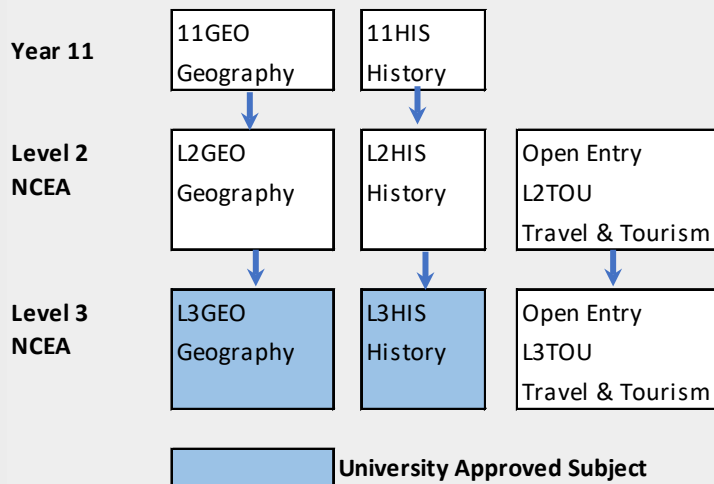 Year 11
11GEO
Geography
11HIS
History
Level 2
NCEA
L2GEO
Geography
L2HIS
History
Open Entry
L2TOU
Travel & Tourism
Level 3
NCEA
L3GEO
Geography
L3HIS
History
Open Entry
L3TOU
Travel & Tourism
University Approved Subject